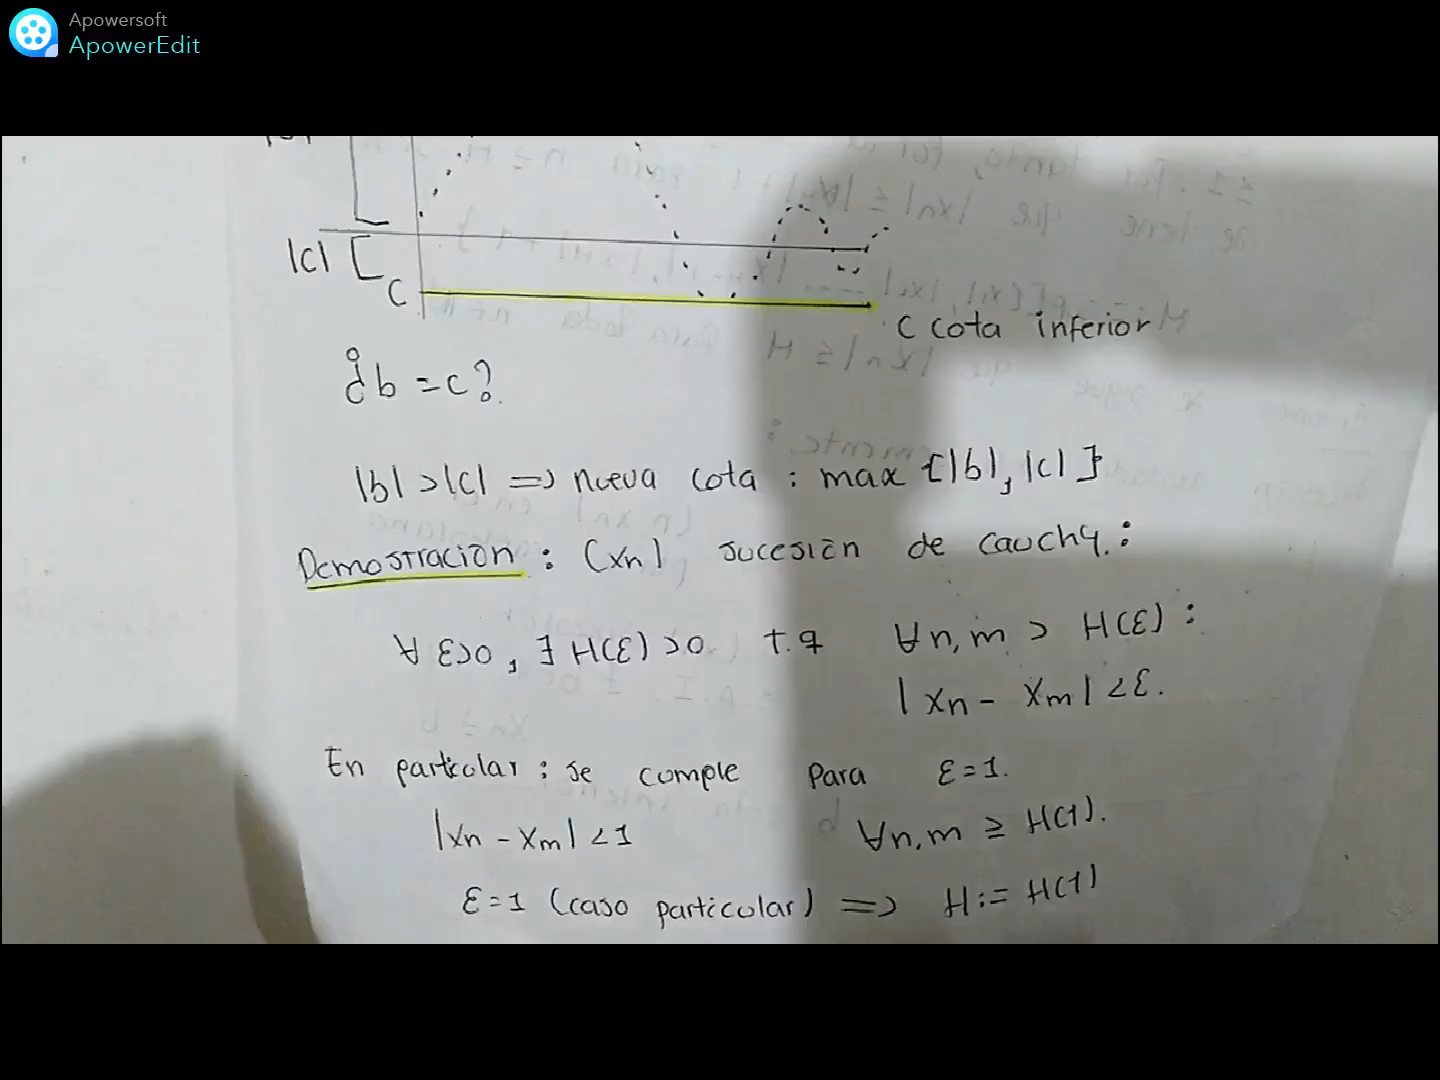 Apowersoft
ApowerEdit
|c| [
c
c cota inferior
¿b = c?
|b| > |c| => nueva cota : max {|b|, |c|}
Demostración : (xn) sucesión de cauchy :
∀ ε>0, ∃ H(ε) >0 t.q ∀n, m > H(ε) :
|xn - xm| < ε.
En particular : se cumple para ε = 1.
|xn - xm| < 1 ∀n, m ≥ H(1).
ε = 1 (caso particular) => H := H(1)